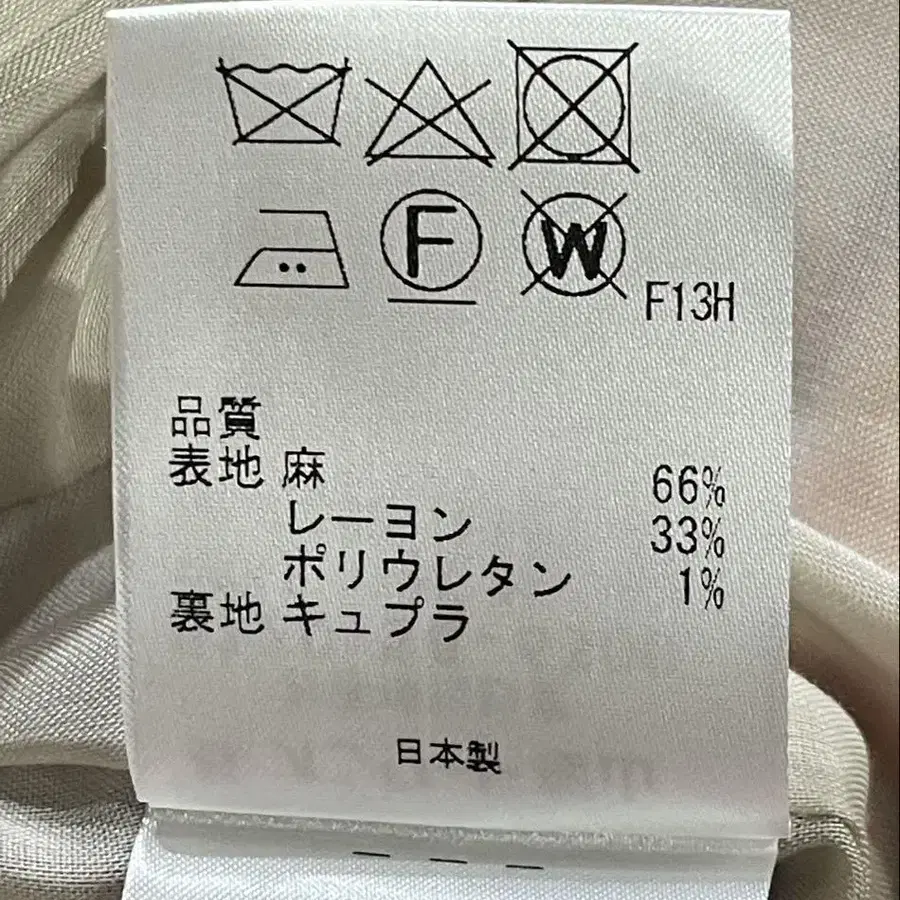 F
W
F13H
品質
表地 麻 66%
レーヨン 33%
ポリウレタン 1%
裏地 キュプラ
日本製